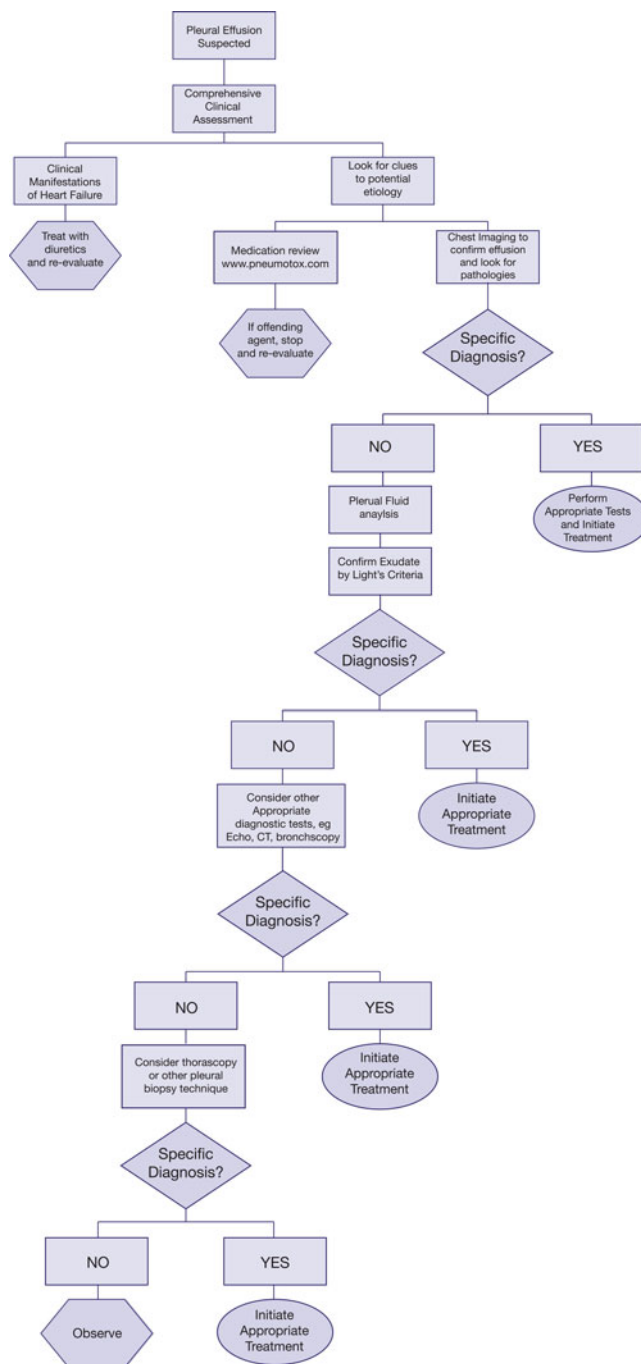 Pleural Effusion
Suspected
Comprehensive
Clinical
Assessment
Clinical
Manifestations
of Heart Failure
Look for clues
to potential
etiology
Treat with
diuretics
and re-evaluate
Medication review
www.pneumotox.com
Chest Imaging to
confirm effusion
and look for
pathologies
If offending
agent, stop
and re-evaluate
Specific
Diagnosis?
NO
YES
Plerual Fluid
anaylsis
Perform
Appropriate Tests
and Initiate
Treatment
Confirm Exudate
by Light's Criteria
Specific
Diagnosis?
NO
YES
Consider other
Appropriate
diagnostic tests, eg
Echo, CT, bronchscopy
Initiate
Appropriate
Treatment
Specific
Diagnosis?
NO
YES
Consider thorascopy
or other pleural
biopsy technique
Initiate
Appropriate
Treatment
Specific
Diagnosis?
NO
YES
Observe
Initiate
Appropriate
Treatment